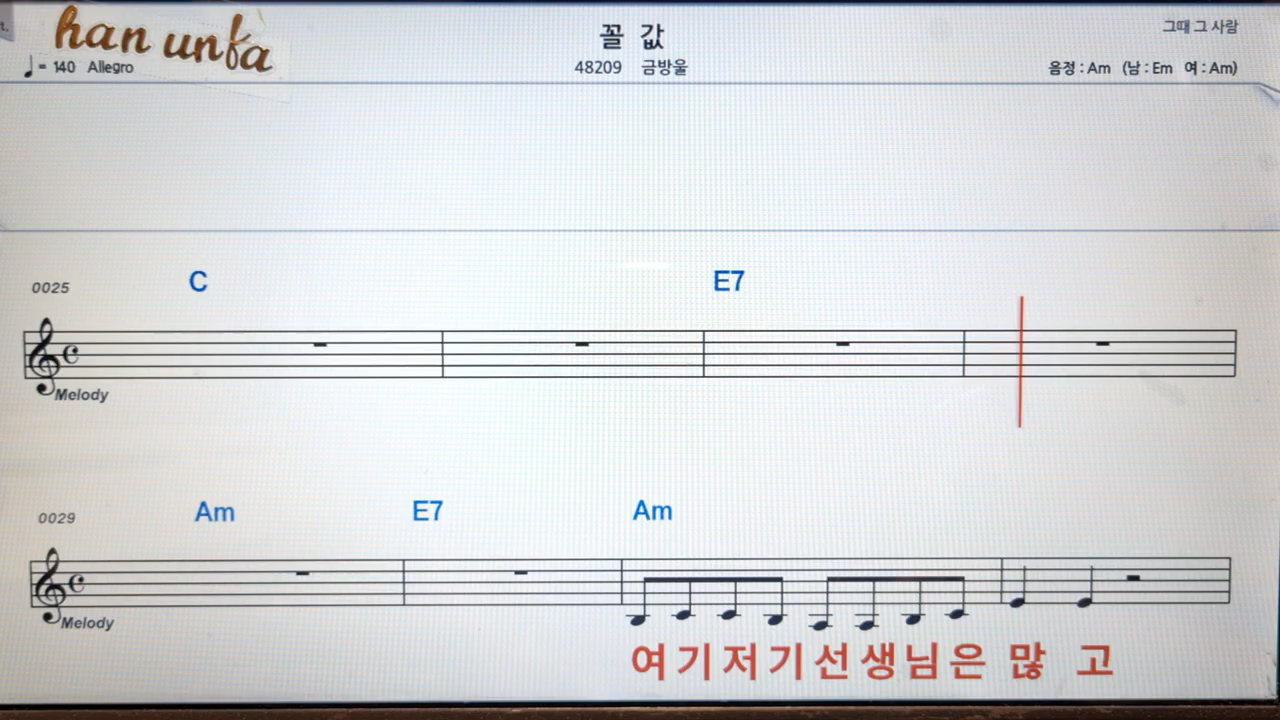 t.
han unfa
꼴 값
그때 그 사람
♩= 140 Allegro
48209 금방울
음정 : Am (남 : Em 여 : Am)
C E7
0025
Melody
Am E7 Am
0029
Melody
여기저기선생님은 많 고